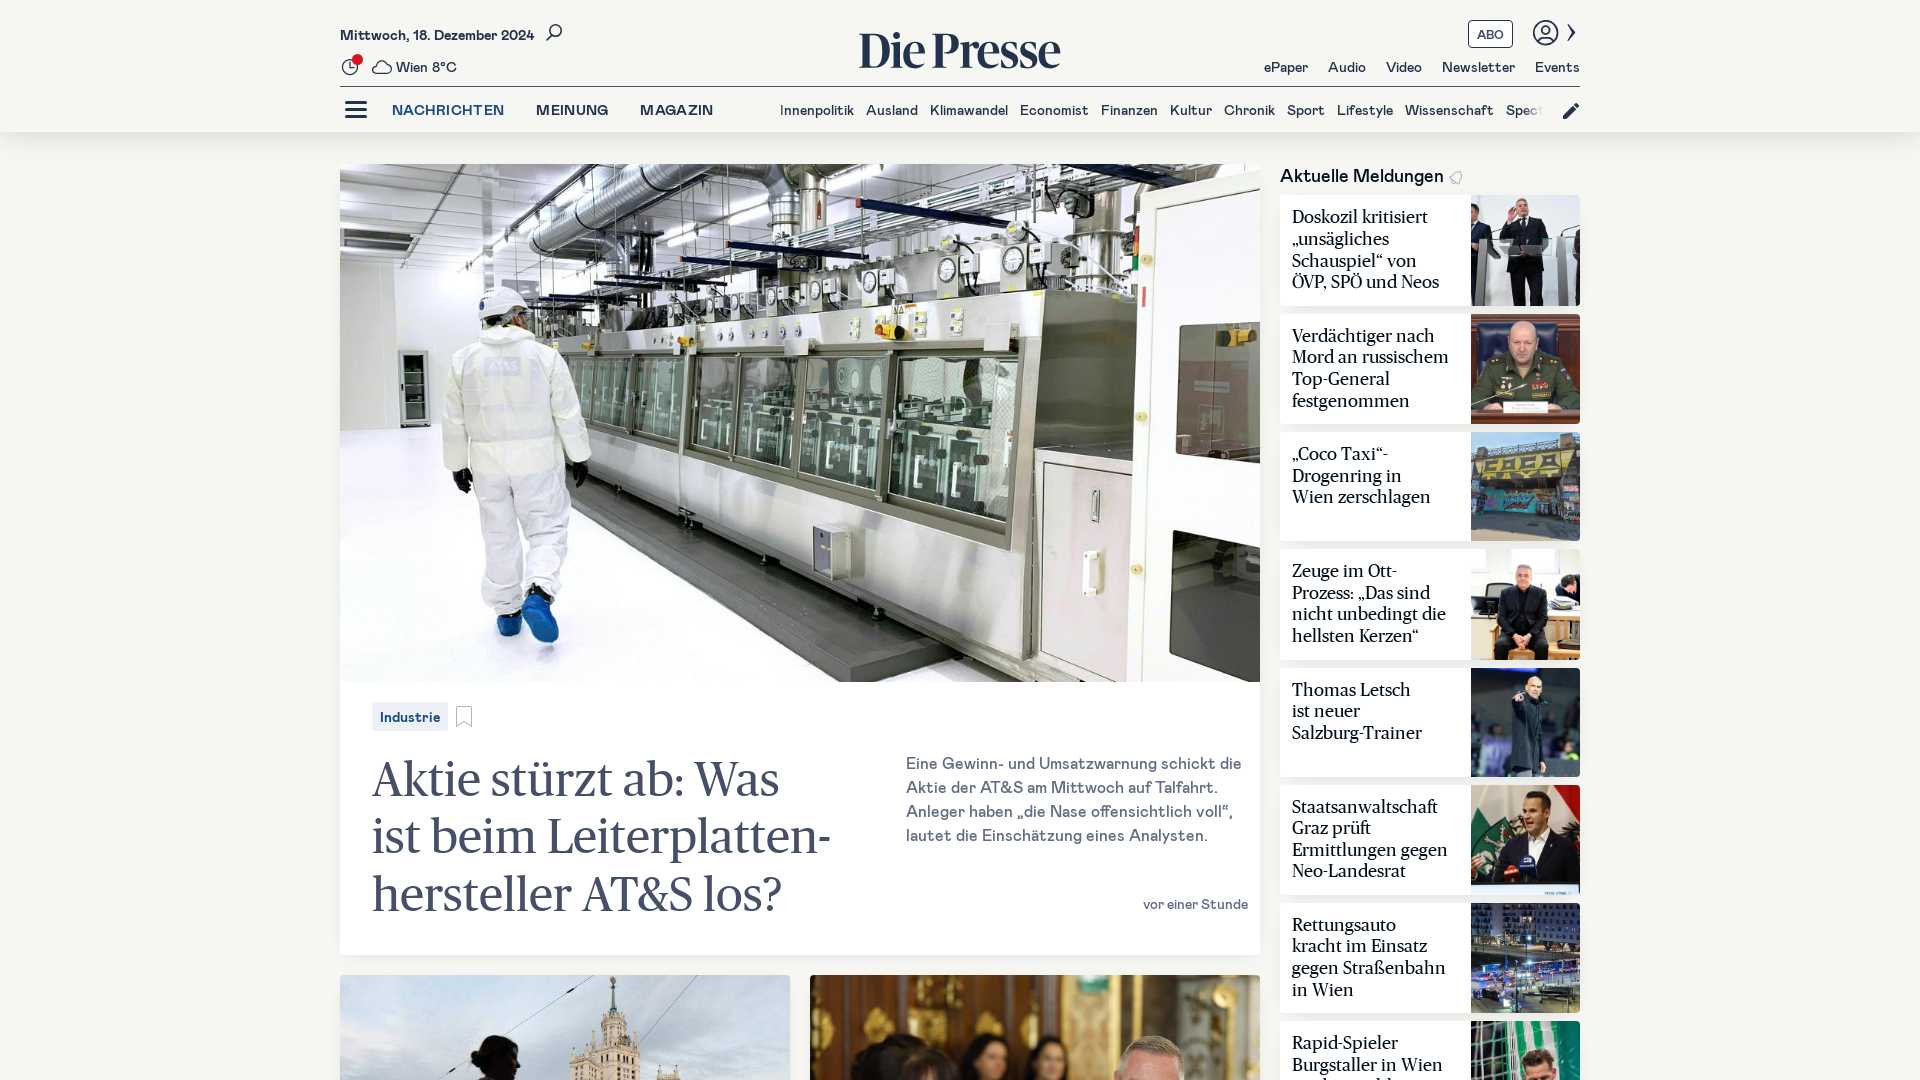 Mittwoch, 18. Dezember 2024
Wien 8°C
Die Presse
ABO
ePaper Audio Video Newsletter Events
NACHRICHTEN MEINUNG MAGAZIN
Innenpolitik Ausland Klimawandel Economist Finanzen Kultur Chronik Sport Lifestyle Wissenschaft Spect
Industrie
Aktie stürzt ab: Was
ist beim Leiterplatten-
hersteller AT&S los?
Eine Gewinn- und Umsatzwarnung schickt die
Aktie der AT&S am Mittwoch auf Talfahrt.
Anleger haben „die Nase offensichtlich voll“,
lautet die Einschätzung eines Analysten.
vor einer Stunde
Aktuelle Meldungen
Doskozil kritisiert
„unsägliches
Schauspiel“ von
ÖVP, SPÖ und Neos
Verdächtiger nach
Mord an russischem
Top-General
festgenommen
„Coco Taxi“-
Drogenring in
Wien zerschlagen
COCO
TAXI
Zeuge im Ott-
Prozess: „Das sind
nicht unbedingt die
hellsten Kerzen“
Thomas Letsch
ist neuer
Salzburg-Trainer
Staatsanwaltschaft
Graz prüft
Ermittlungen gegen
Neo-Landesrat
Rettungsauto
kracht im Einsatz
gegen Straßenbahn
in Wien
Rapid-Spieler
Burgstaller in Wien